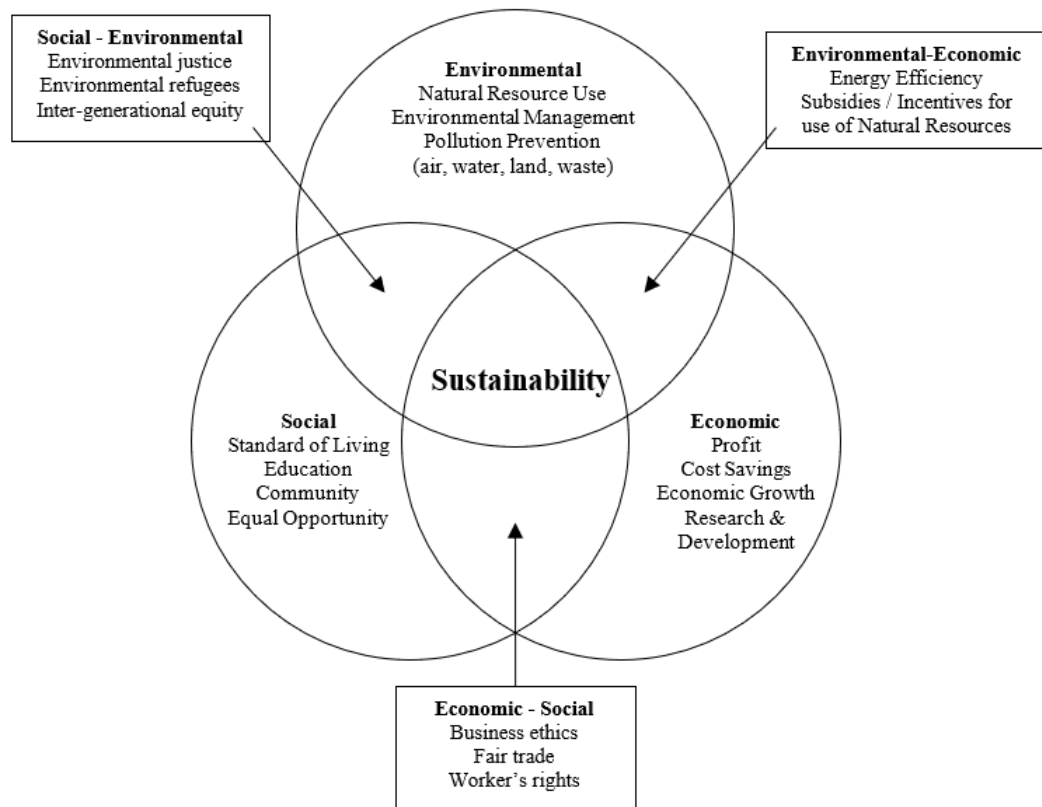 Social - Environmental
Environmental justice
Environmental refugees
Inter-generational equity
Environmental
Natural Resource Use
Environmental Management
Pollution Prevention
(air, water, land, waste)
Environmental-Economic
Energy Efficiency
Subsidies / Incentives for
use of Natural Resources
Sustainability
Social
Standard of Living
Education
Community
Equal Opportunity
Economic
Profit
Cost Savings
Economic Growth
Research &
Development
Economic - Social
Business ethics
Fair trade
Worker's rights